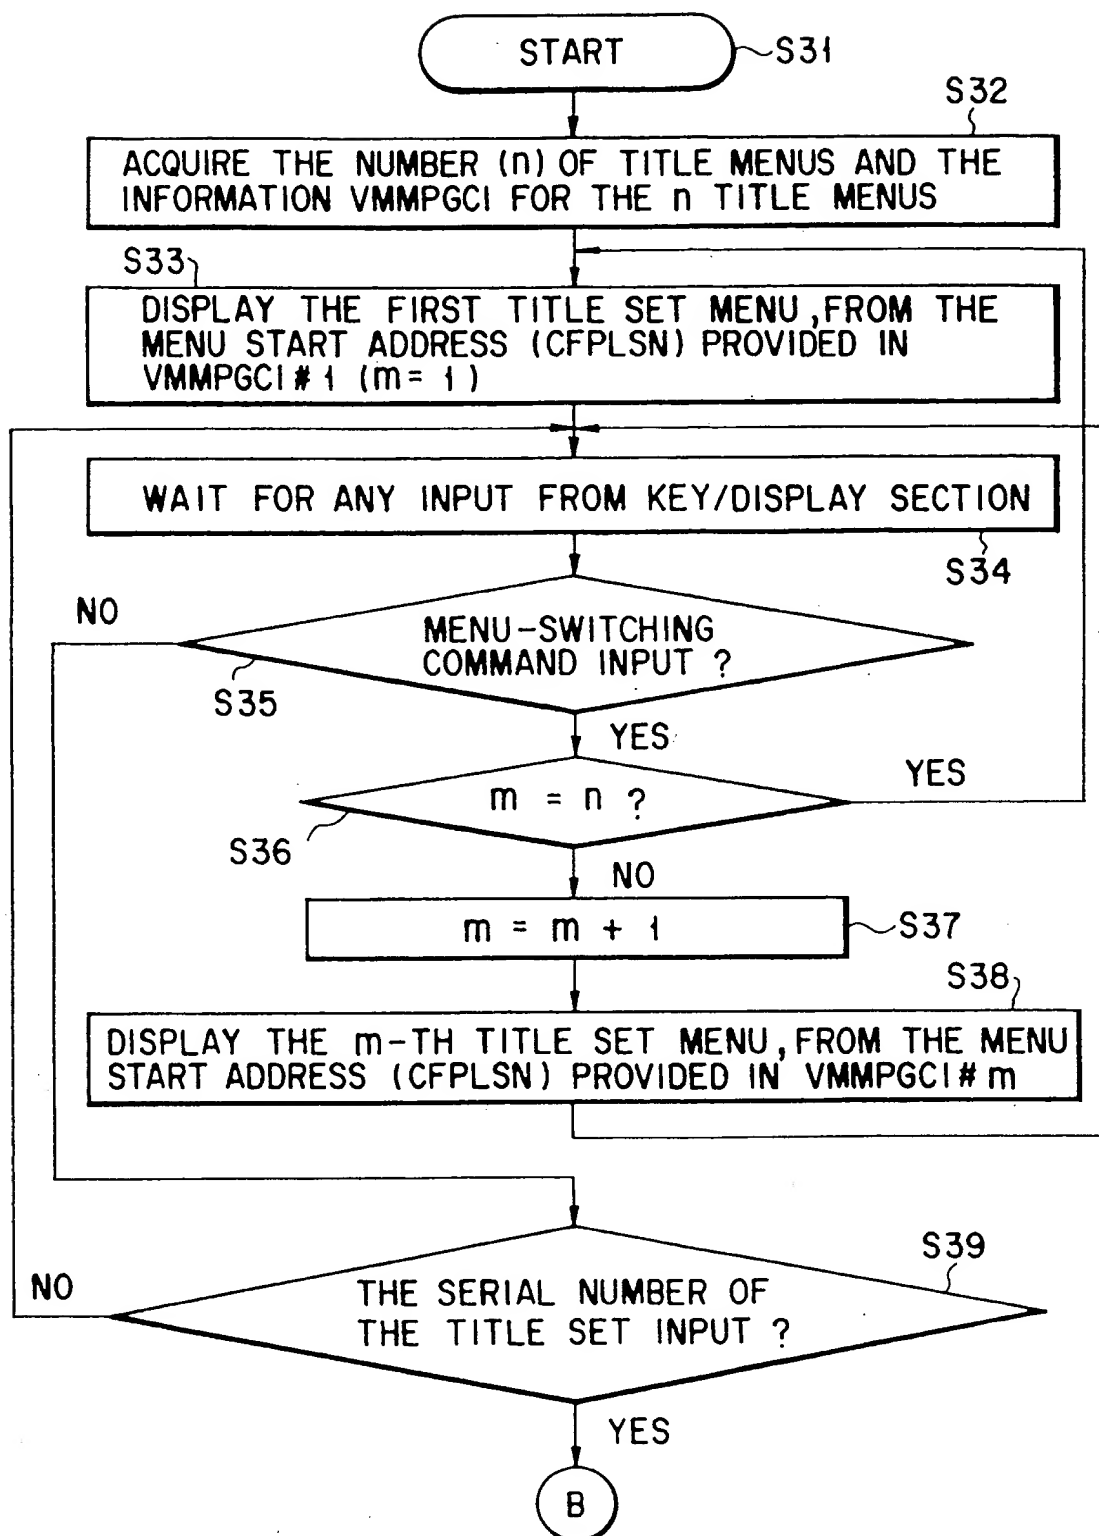 START
S31
S32
ACQUIRE THE NUMBER (n) OF TITLE MENUS AND THE
INFORMATION VMMPGCI FOR THE n TITLE MENUS
S33
DISPLAY THE FIRST TITLE SET MENU, FROM THE
MENU START ADDRESS (CFPLSN) PROVIDED IN
VMMPGCI # 1 (m = 1)
WAIT FOR ANY INPUT FROM KEY/DISPLAY SECTION
S34
NO
MENU-SWITCHING
COMMAND INPUT ?
S35
YES
YES
m = n ?
S36
NO
m = m + 1
S37
S38
DISPLAY THE m-TH TITLE SET MENU, FROM THE MENU
START ADDRESS (CFPLSN) PROVIDED IN VMMPGCI # m
S39
NO
THE SERIAL NUMBER OF
THE TITLE SET INPUT ?
YES
B